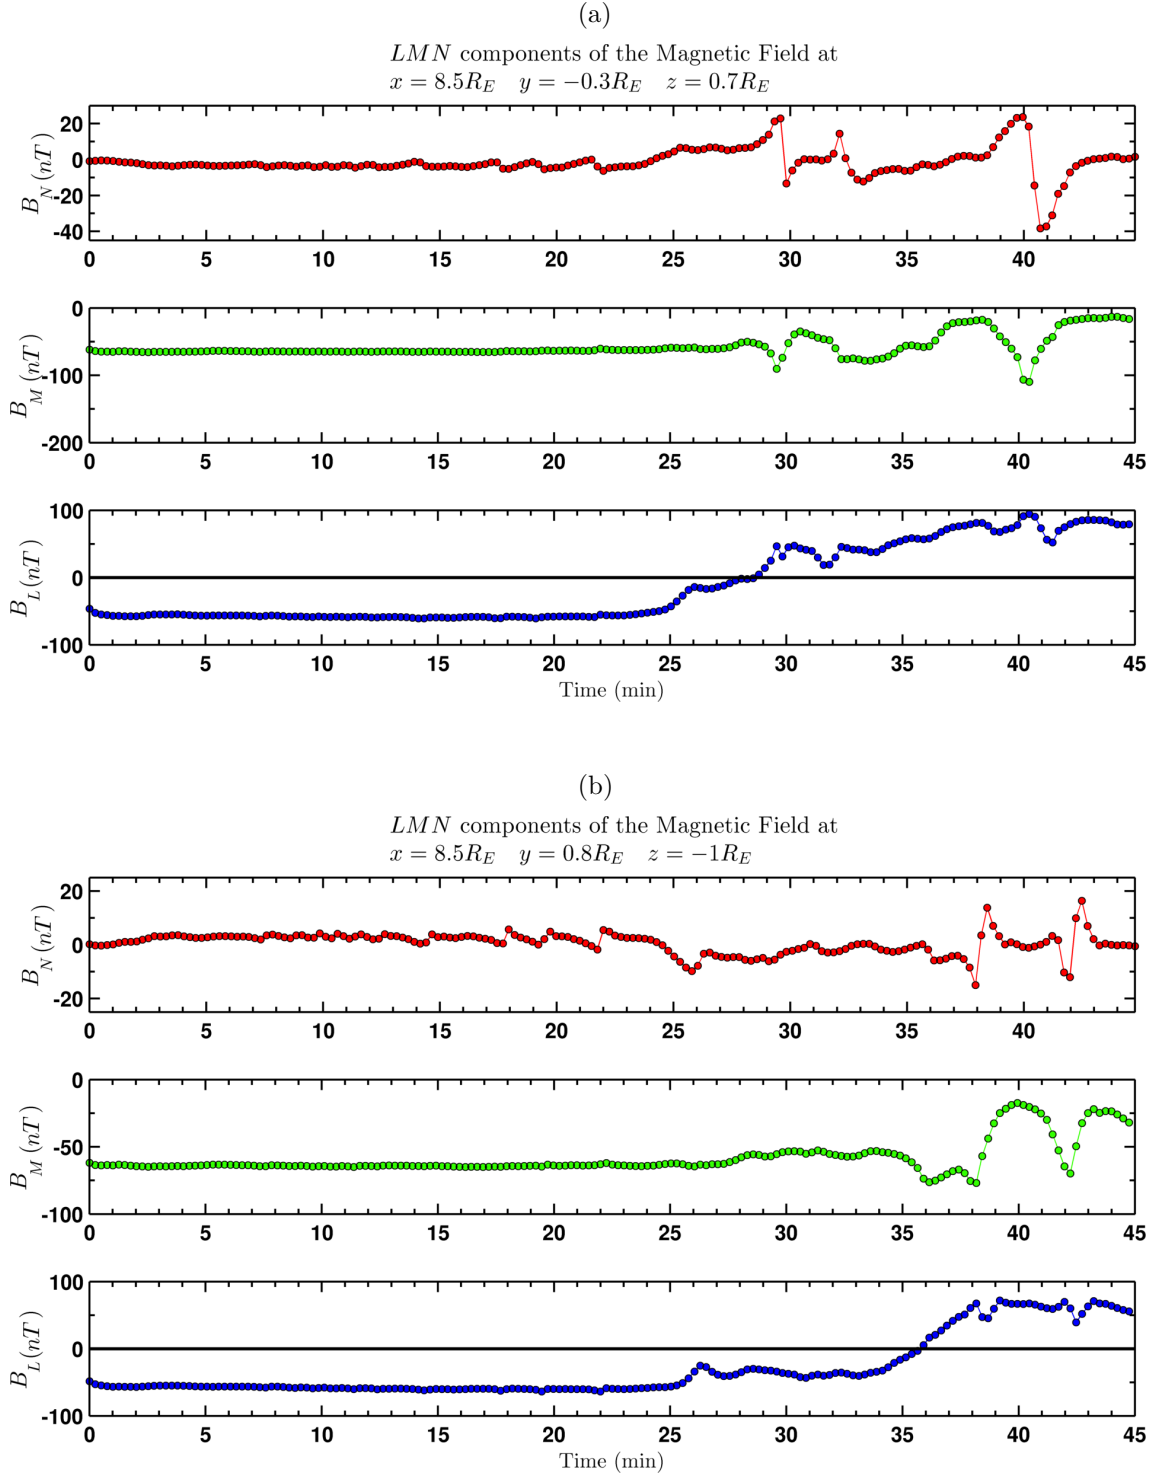 (a)
LMN components of the Magnetic Field at
x = 8.5R_E y = −0.3R_E z = 0.7R_E
B_N (nT)
20
0
-20
-40
0 5 10 15 20 25 30 35 40 45
B_M (nT)
0
-100
-200
0 5 10 15 20 25 30 35 40 45
B_L (nT)
100
0
-100
0 5 10 15 20 25 30 35 40 45
Time (min)
(b)
LMN components of the Magnetic Field at
x = 8.5R_E y = 0.8R_E z = −1R_E
B_N (nT)
20
0
-20
0 5 10 15 20 25 30 35 40 45
B_M (nT)
0
-50
-100
0 5 10 15 20 25 30 35 40 45
B_L (nT)
100
0
-100
0 5 10 15 20 25 30 35 40 45
Time (min)